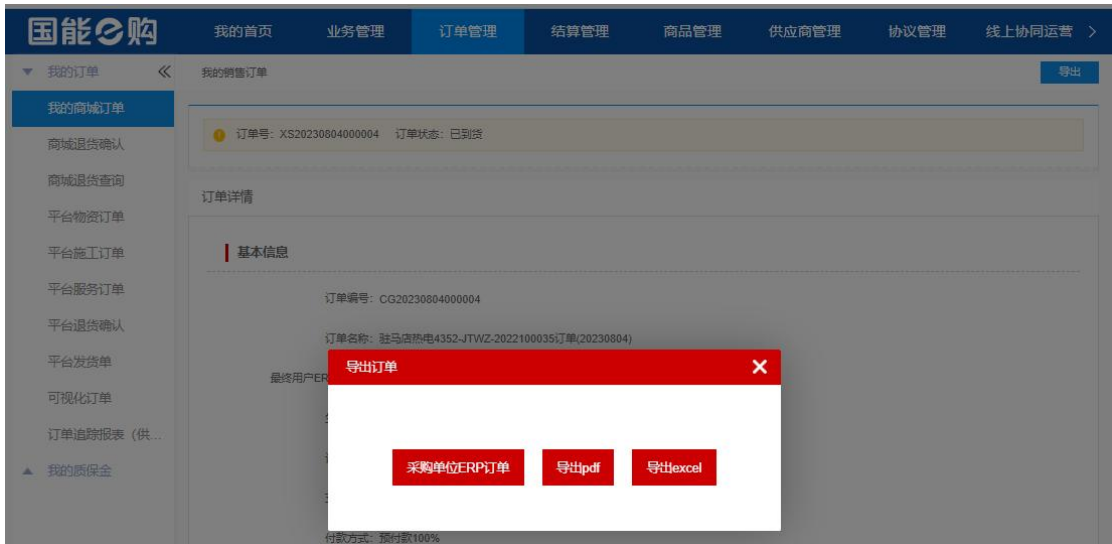 国能e购 我的首页 业务管理 订单管理 结算管理 商品管理 供应商管理 协议管理 线上协同运营 >
我的订单 我的销售订单 导出
我的商城订单
订单号：XS20230804000004 订单状态：已到货
商城退货确认
商城退货查询
订单详情
平台物资订单
平台施工订单 基本信息
平台服务订单
订单编号：CG20230804000004
平台退货确认
订单名称：驻马店热电4352-JTWZ-2022100035订单(20230804)
平台发货单
导出订单
最终用户ER
可视化订单
订单追踪报表（供...
我的质保金
采购单位ERP订单 导出pdf 导出excel
付款方式：预付款100%